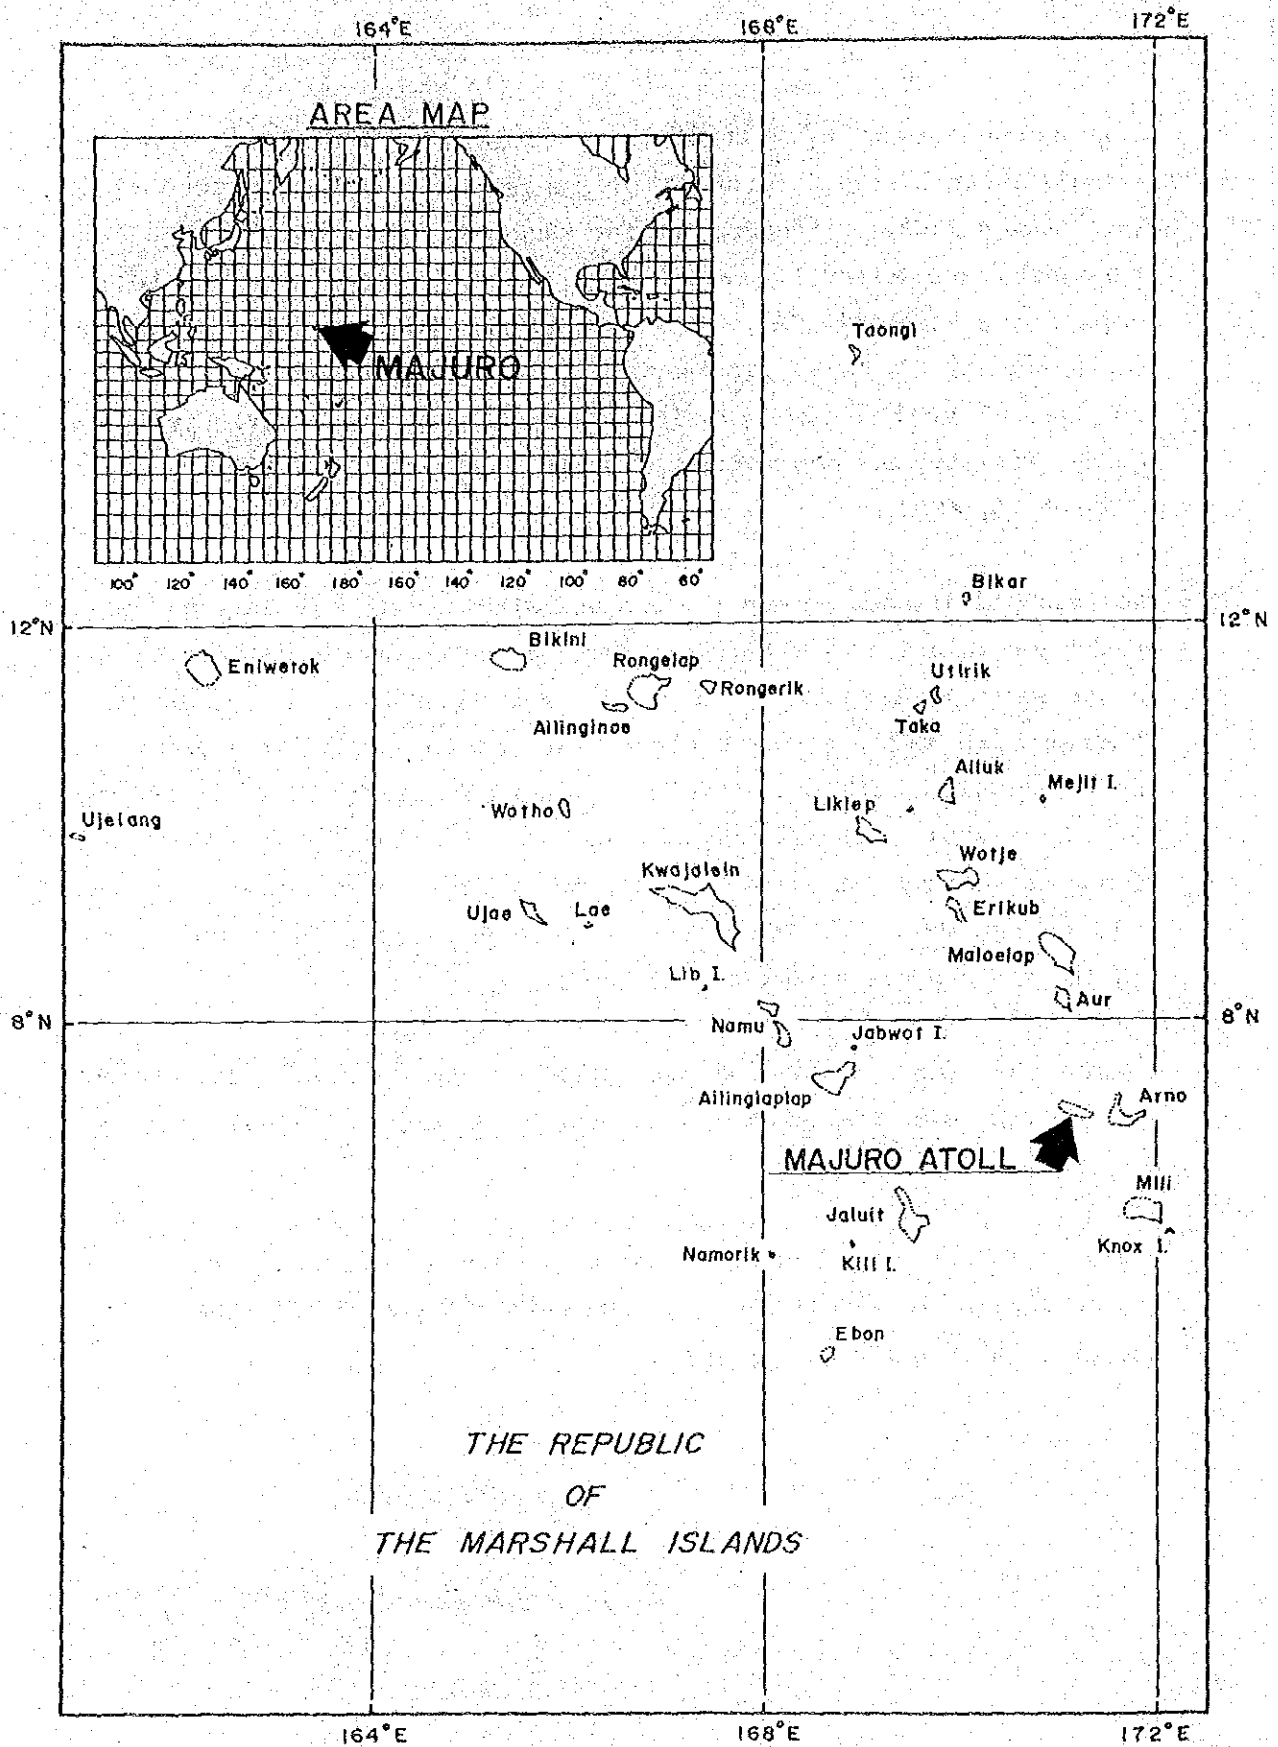 164°E 168°E 172°E
AREA MAP
MAJURO
100° 120° 140° 160° 180° 160° 140° 120° 100° 80° 60°
Taongi
Bikar
12°N 12°N
Bikini
Eniwetok
Rongelap
Rongerik
Utirik
Ailinginae
Taka
Ailuk
Mejit I.
Wotho
Likiep
Ujelang
Wotje
Kwajalein
Ujae
Lae
Erikub
Maloelap
Lib I.
Aur
8°N 8°N
Namu
Jabwot I.
Ailinglaplap
Arno
MAJURO ATOLL
Mili
Jaluit
Knox I.
Namorik
Kili I.
Ebon
THE REPUBLIC
OF
THE MARSHALL ISLANDS
164°E 168°E 172°E